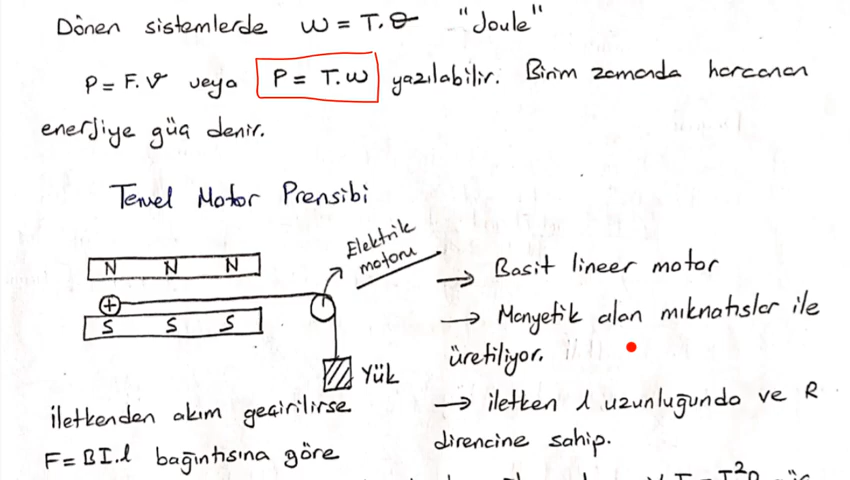 Dönen sistemlerde W = T.θ "Joule"
P = F.V veya P = T.ω yazılabilir. Birim zamanda harcanan
enerjiye güç denir.
Temel Motor Prensibi
Elektrik
motoru
N N N
+
S S S
Yük
iletkenden akım geçirilirse
F = BI.l bağıntısına göre
→ Basit lineer motor
→ Manyetik alan mıknatıslar ile
üretiliyor.
→ iletken l uzunluğunda ve R
direncine sahip.